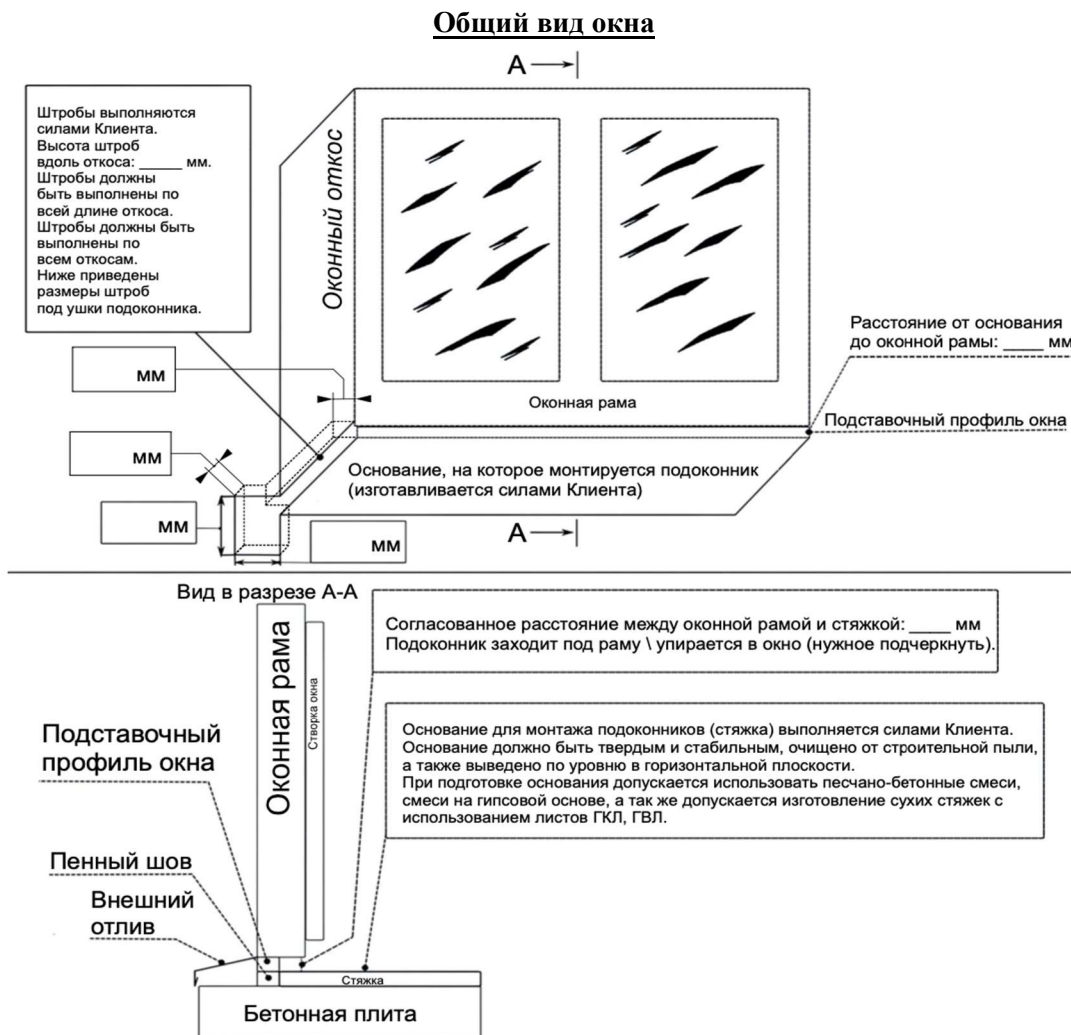 Общий вид окна
А
Штробы выполняются
силами Клиента.
Высота штроб
вдоль откоса: _____ мм.
Штробы должны
быть выполнены по
всей длине откоса.
Штробы должны быть
выполнены по
всем откосам.
Ниже приведены
размеры штроб
под ушки подоконника.
Оконный откос
Расстояние от основания
до оконной рамы: ____ мм
мм
Оконная рама
Подставочный профиль окна
мм
Основание, на которое монтируется подоконник
(изготавливается силами Клиента)
мм
А
мм
Вид в разрезе А-А
Оконная рама
Створка окна
Согласованное расстояние между оконной рамой и стяжкой: ____ мм
Подоконник заходит под раму \ упирается в окно (нужное подчеркнуть).
Основание для монтажа подоконников (стяжка) выполняется силами Клиента.
Основание должно быть твердым и стабильным, очищено от строительной пыли,
а также выведено по уровню в горизонтальной плоскости.
При подготовке основания допускается использовать песчано-бетонные смеси,
смеси на гипсовой основе, а так же допускается изготовление сухих стяжек с
использованием листов ГКЛ, ГВЛ.
Подставочный
профиль окна
Пенный шов
Внешний
отлив
Стяжка
Бетонная плита